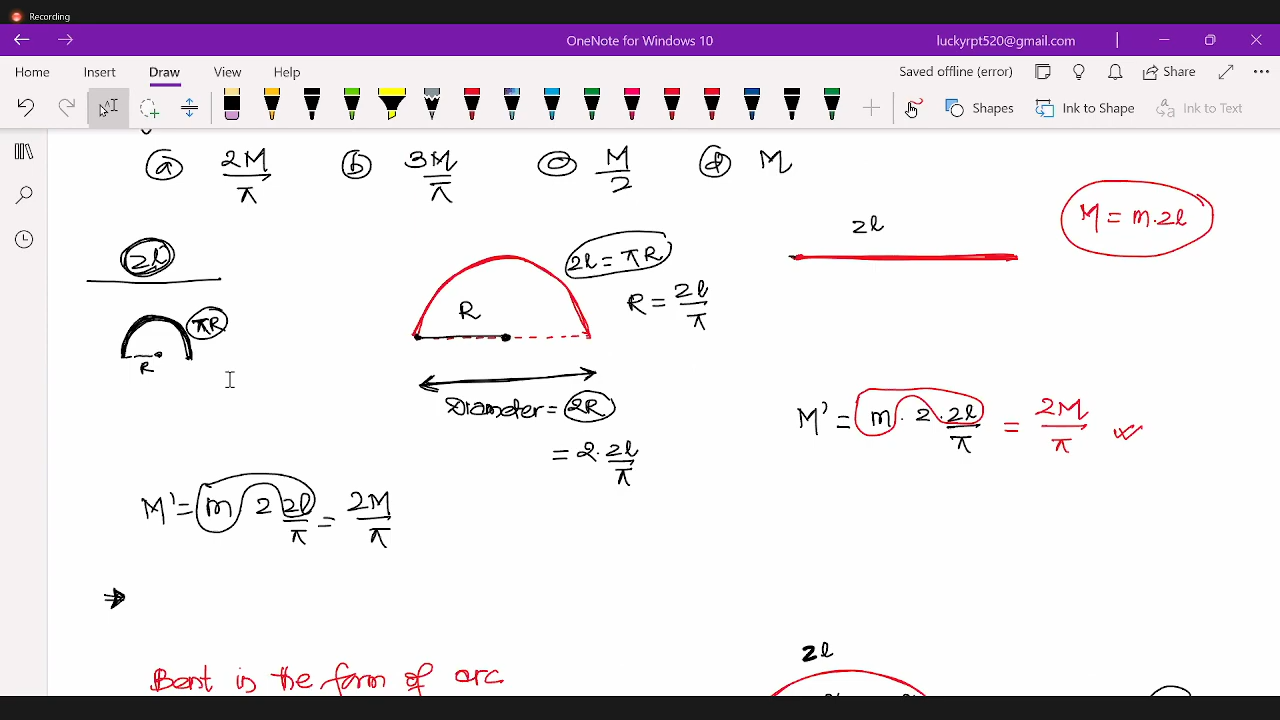 Recording
OneNote for Windows 10
luckyrpt520@gmail.com
Home Insert Draw View Help
Saved offline (error)
Share
Shapes
Ink to Shape
Ink to Text
(a) 2M/π (b) 3M/π (c) M/2 (d) M
M = m·2l
2l
2l
2l = πR
R
R = 2l/π
πR
R
Diameter = 2R
= 2·2l/π
M' = m·2·2l/π = 2M/π
M' = m 2 2l/π = 2M/π
2l
Bent in the form of arc